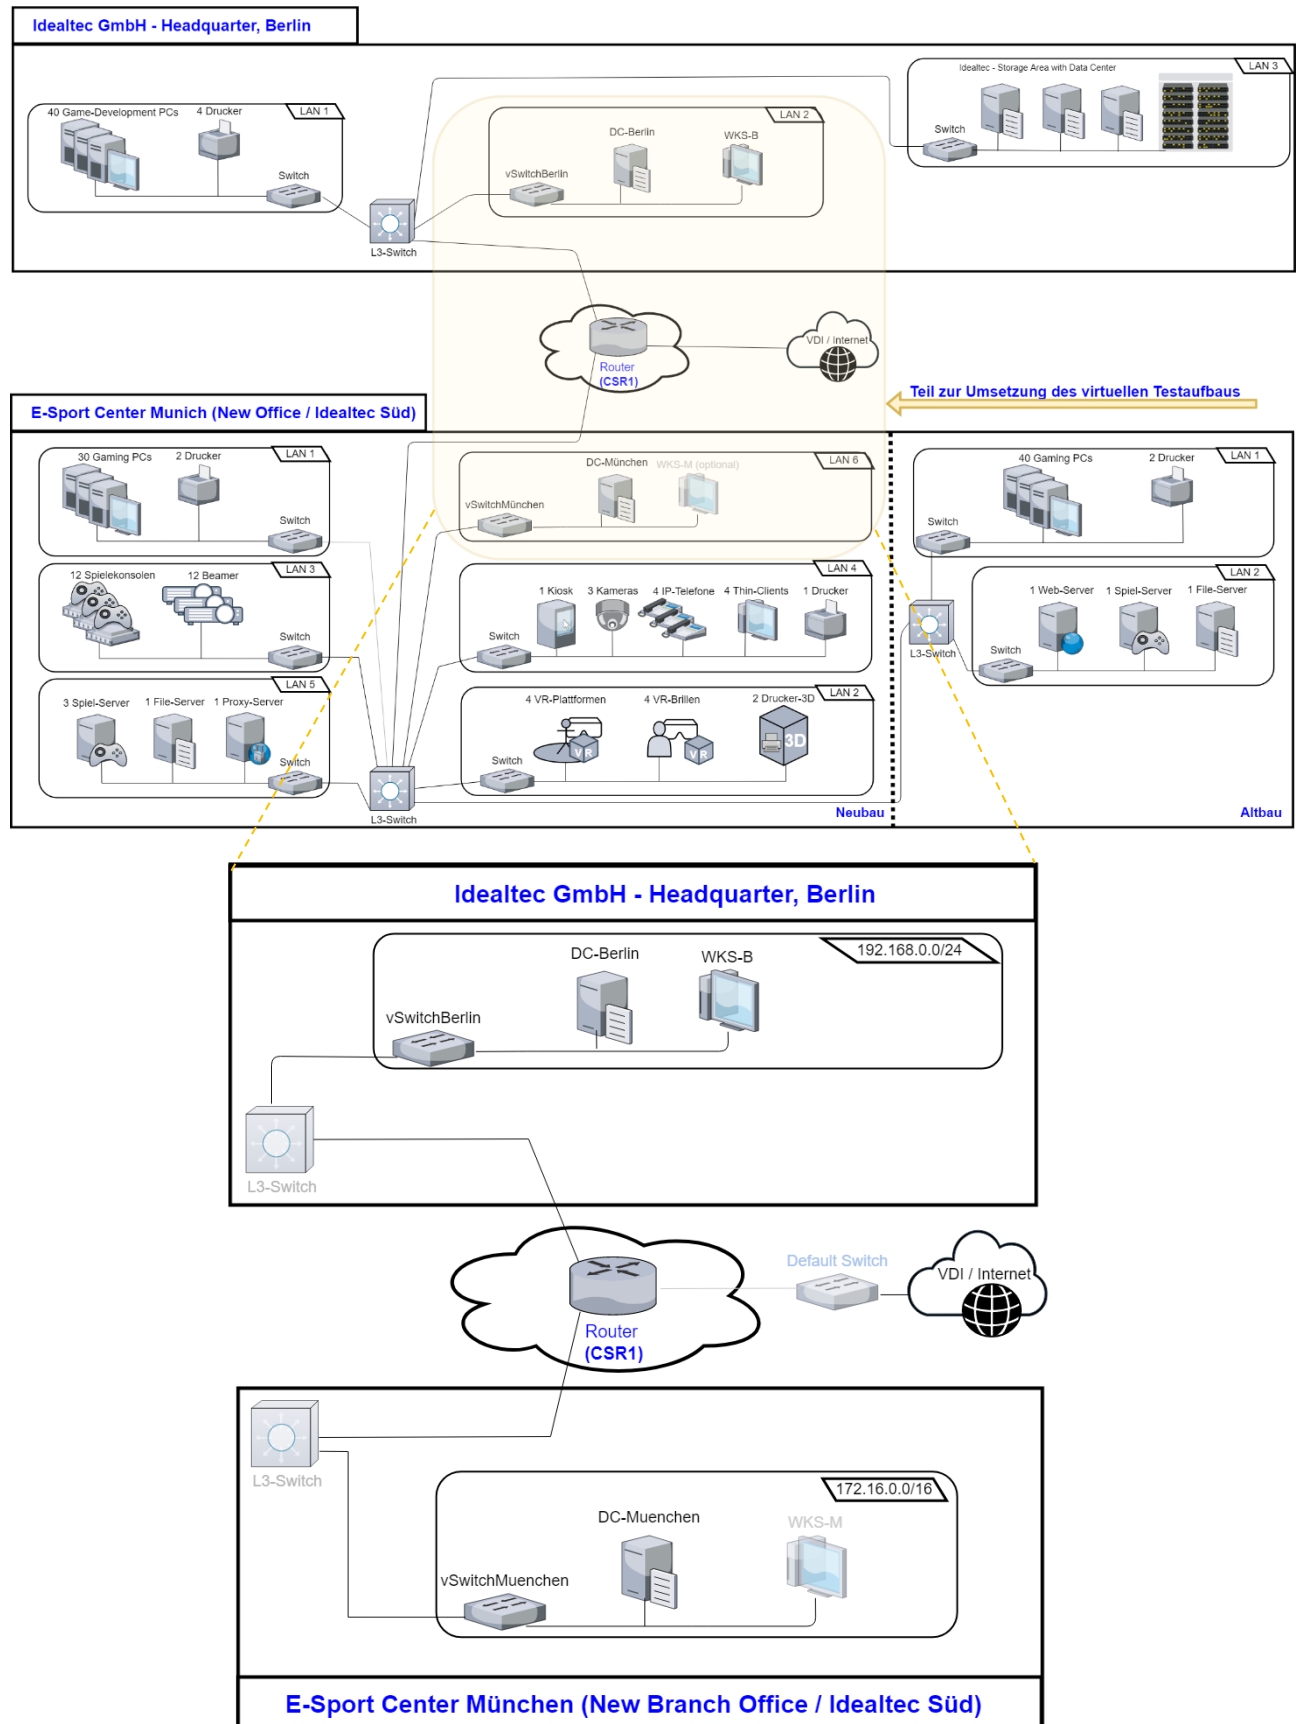 Idealtec GmbH - Headquarter, Berlin
LAN 1
40 Game-Development PCs
4 Drucker
Switch
L3-Switch
LAN 2
DC-Berlin
WKS-B
vSwitchBerlin
LAN 3
Idealtec - Storage Area with Data Center
Switch
Router
(CSR1)
VDI / Internet
Teil zur Umsetzung des virtuellen Testaufbaus
E-Sport Center Munich (New Office / Idealtec Süd)
LAN 1
30 Gaming PCs
2 Drucker
Switch
LAN 3
12 Spielekonsolen
12 Beamer
Switch
LAN 5
3 Spiel-Server
1 File-Server
1 Proxy-Server
Switch
L3-Switch
LAN 6
DC-München
WKS-M (optional)
vSwitchMünchen
LAN 4
1 Kiosk
3 Kameras
4 IP-Telefone
4 Thin-Clients
1 Drucker
Switch
LAN 2
4 VR-Plattformen
4 VR-Brillen
2 Drucker-3D
VR
VR
3D
Switch
Neubau
LAN 1
40 Gaming PCs
2 Drucker
Switch
LAN 2
1 Web-Server
1 Spiel-Server
1 File-Server
Switch
L3-Switch
Altbau
Idealtec GmbH - Headquarter, Berlin
192.168.0.0/24
DC-Berlin
WKS-B
vSwitchBerlin
L3-Switch
Default Switch
VDI / Internet
Router
(CSR1)
L3-Switch
172.16.0.0/16
DC-Muenchen
WKS-M
vSwitchMuenchen
E-Sport Center München (New Branch Office / Idealtec Süd)